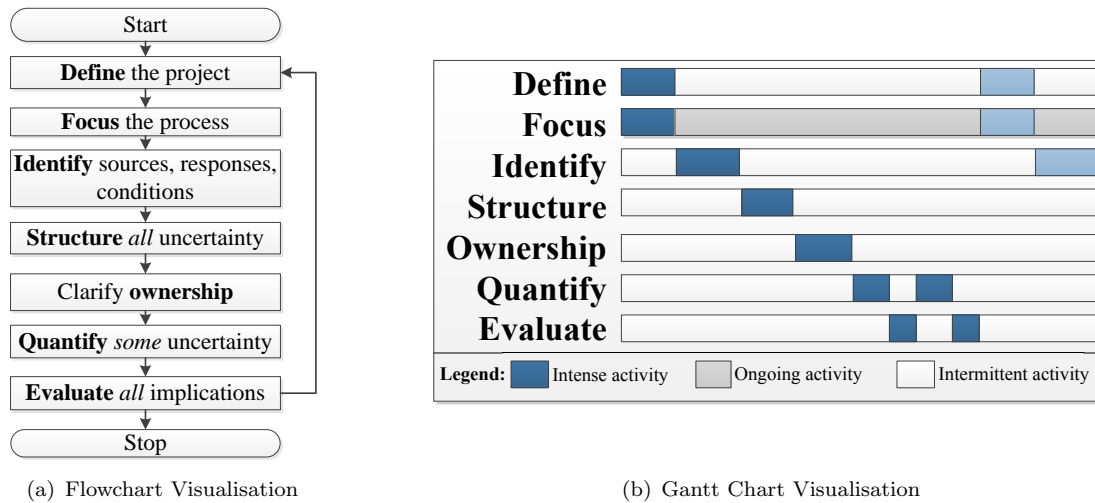 Start
Define the project
Focus the process
Identify sources, responses,
conditions
Structure all uncertainty
Clarify ownership
Quantify some uncertainty
Evaluate all implications
Stop
(a) Flowchart Visualisation
Define
Focus
Identify
Structure
Ownership
Quantify
Evaluate
Legend: Intense activity Ongoing activity Intermittent activity
(b) Gantt Chart Visualisation